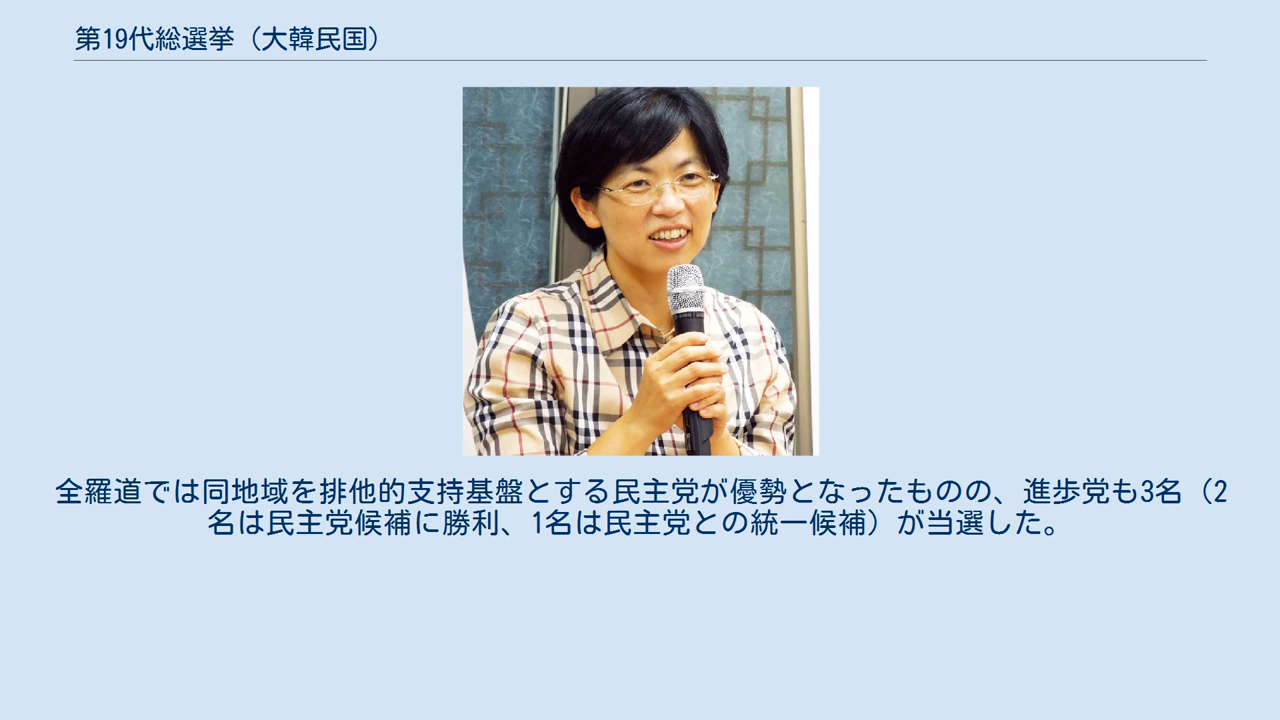 第19代総選挙（大韓民国）
全羅道では同地域を排他的支持基盤とする民主党が優勢となったものの、進歩党も3名（2
名は民主党候補に勝利、1名は民主党との統一候補）が当選した。